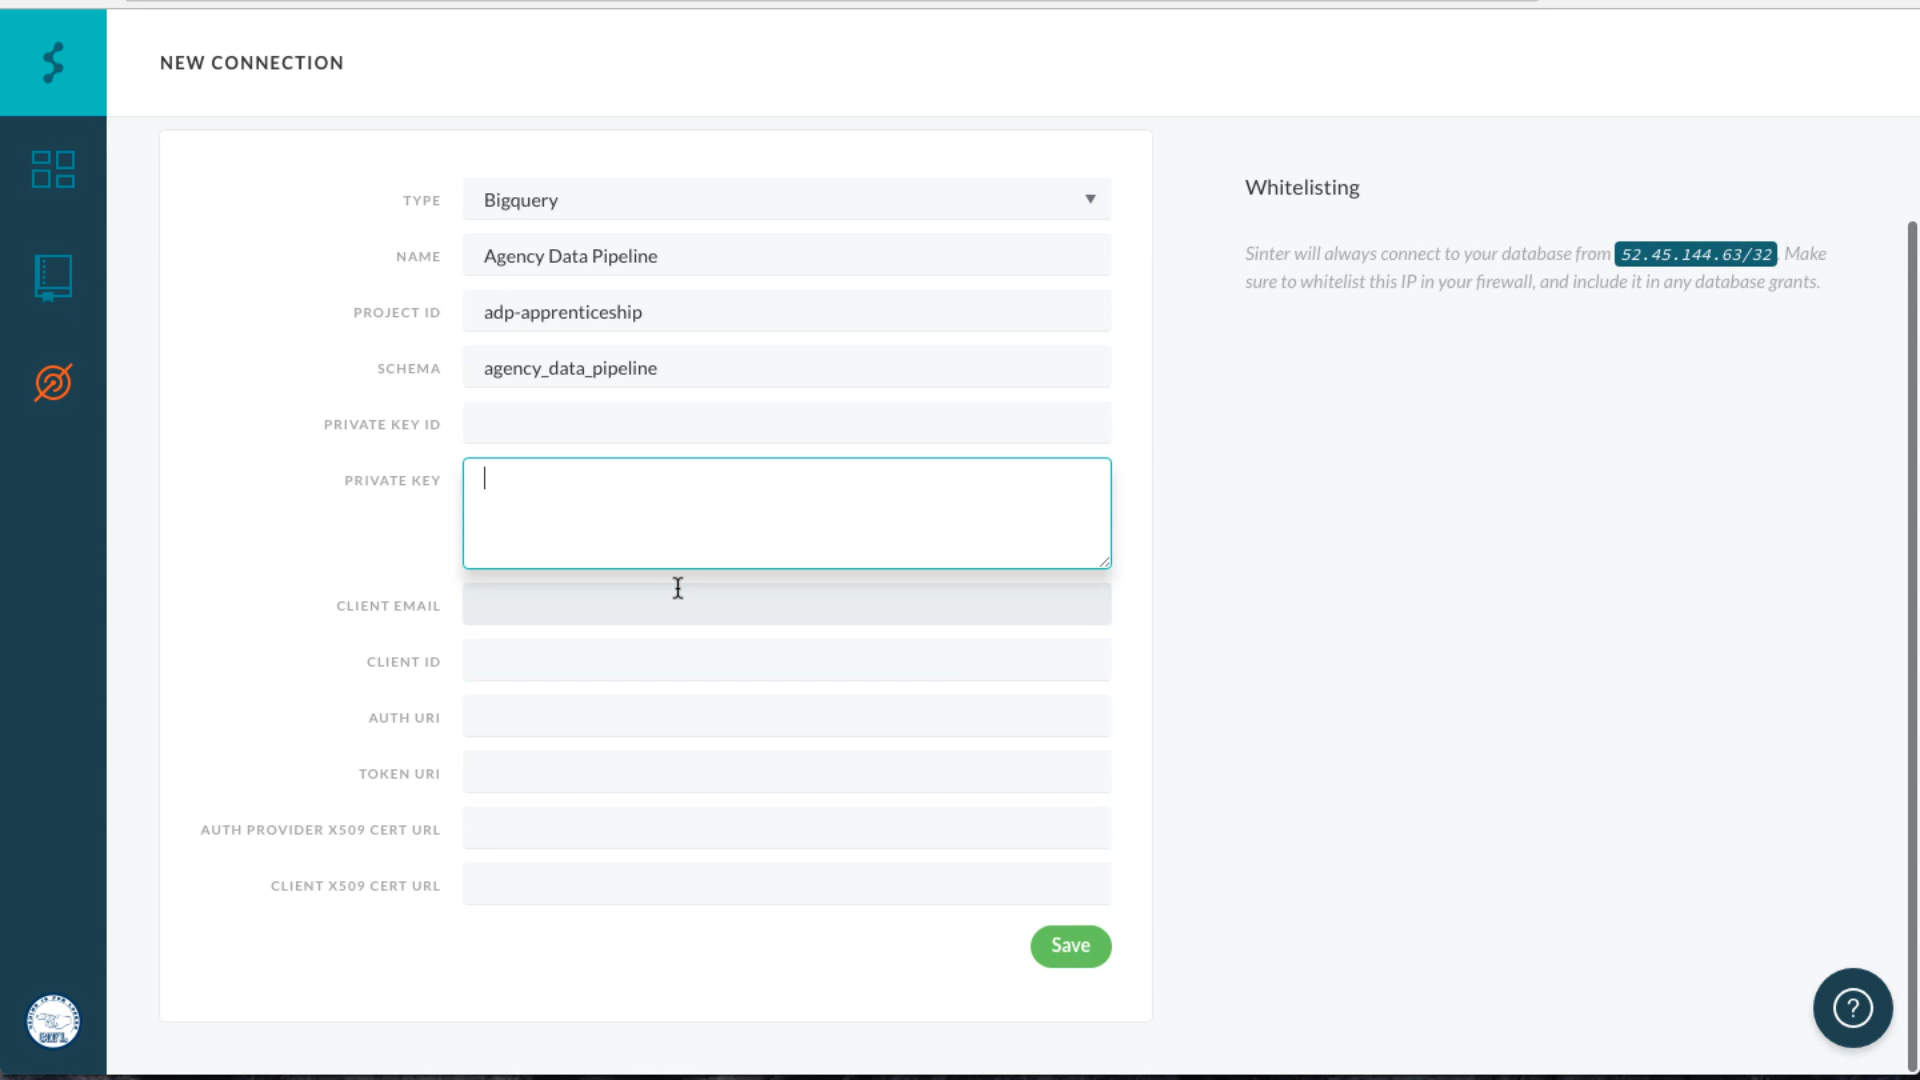 NEW CONNECTION
TYPE Bigquery
NAME Agency Data Pipeline
PROJECT ID adp-apprenticeship
SCHEMA agency_data_pipeline
PRIVATE KEY ID
PRIVATE KEY
CLIENT EMAIL
CLIENT ID
AUTH URI
TOKEN URI
AUTH PROVIDER X509 CERT URL
CLIENT X509 CERT URL
Save
Whitelisting
Sinter will always connect to your database from 52.45.144.63/32. Make
sure to whitelist this IP in your firewall, and include it in any database grants.
?